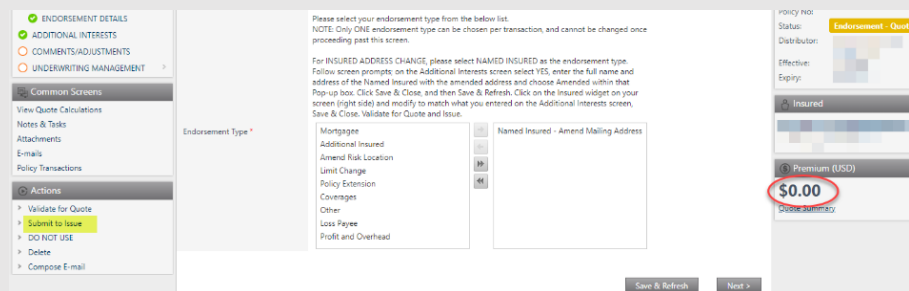 ENDORSEMENT DETAILS
ADDITIONAL INTERESTS
COMMENTS/ADJUSTMENTS
UNDERWRITING MANAGEMENT
Common Screens
View Quote Calculations
Notes & Tasks
Attachments
E-mails
Policy Transactions
Actions
Validate for Quote
Submit to Issue
DO NOT USE
Delete
Compose E-mail
Please select your endorsement type from the below list.
NOTE: Only ONE endorsement type can be chosen per transaction, and cannot be changed once
proceeding past this screen.
For INSURED ADDRESS CHANGE, please select NAMED INSURED as the endorsement type.
Follow screen prompts; on the Additional Interests screen select YES, enter the full name and
address of the Named Insured with the amended address and choose Amended within that
Pop-up box. Click Save & Close, and then Save & Refresh. Click on the Insured widget on your
screen (right side) and modify to match what you entered on the Additional Interests screen,
Save & Close. Validate for Quote and Issue.
Endorsement Type *
Mortgagee
Additional Insured
Amend Risk Location
Limit Change
Policy Extension
Coverages
Other
Loss Payee
Profit and Overhead
Named Insured - Amend Mailing Address
Save & Refresh
Next >
Policy No:
Status: Endorsement - Quot
Distributor:
Effective:
Expiry:
Insured
Premium (USD)
$0.00
Quote Summary